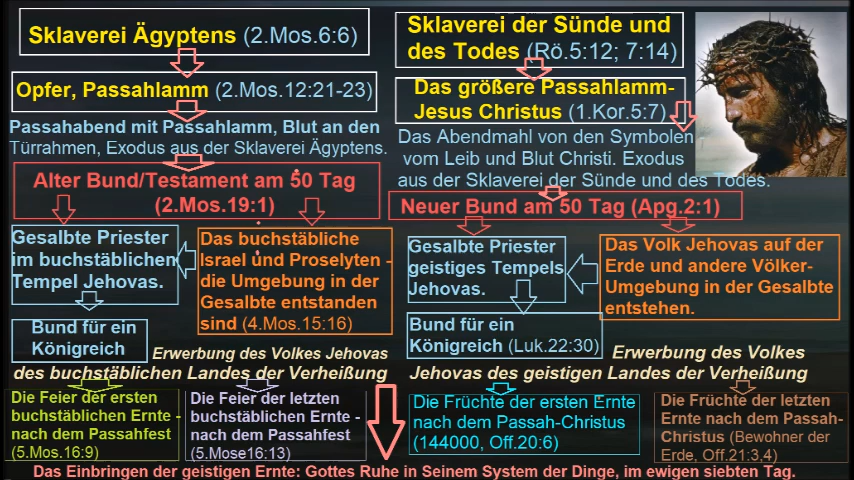 Sklaverei Ägyptens (2.Mos.6:6)
Opfer, Passahlamm (2.Mos.12:21-23)
Passahabend mit Passahlamm, Blut an den
Türrahmen, Exodus aus der Sklaverei Ägyptens.
Alter Bund/Testament am 50 Tag
(2.Mos.19:1)
Gesalbte Priester
im buchstäblichen
Tempel Jehovas.
Das buchstäbliche
Israel und Proselyten -
die Umgebung in der
Gesalbte entstanden
sind (4.Mos.15:16)
Bund für ein
Königreich
Erwerbung des Volkes Jehovas
des buchstäblichen Landes der Verheißung
Die Feier der ersten
buchstäblichen Ernte -
nach dem Passahfest
(5.Mos.16:9)
Die Feier der letzten
buchstäblichen Ernte -
nach dem Passahfest
(5.Mose16:13)
Sklaverei der Sünde und
des Todes (Rö.5:12; 7:14)
Das größere Passahlamm-
Jesus Christus (1.Kor.5:7)
Das Abendmahl von den Symbolen
vom Leib und Blut Christi. Exodus
aus der Sklaverei der Sünde und des Todes.
Neuer Bund am 50 Tag (Apg.2:1)
Gesalbte Priester
geistiges Tempels
Jehovas.
Das Volk Jehovas auf der
Erde und andere Völker-
Umgebung in der Gesalbte
entstehen.
Bund für ein
Königreich (Luk.22:30)
Erwerbung des Volkes
Jehovas des geistigen Landes der Verheißung
Die Früchte der ersten Ernte
nach dem Passah-Christus
(144000, Off.20:6)
Die Früchte der letzten
Ernte nach dem Passah-
Christus (Bewohner der
Erde, Off.21:3,4)
Das Einbringen der geistigen Ernte: Gottes Ruhe in Seinem System der Dinge, im ewigen siebten Tag.